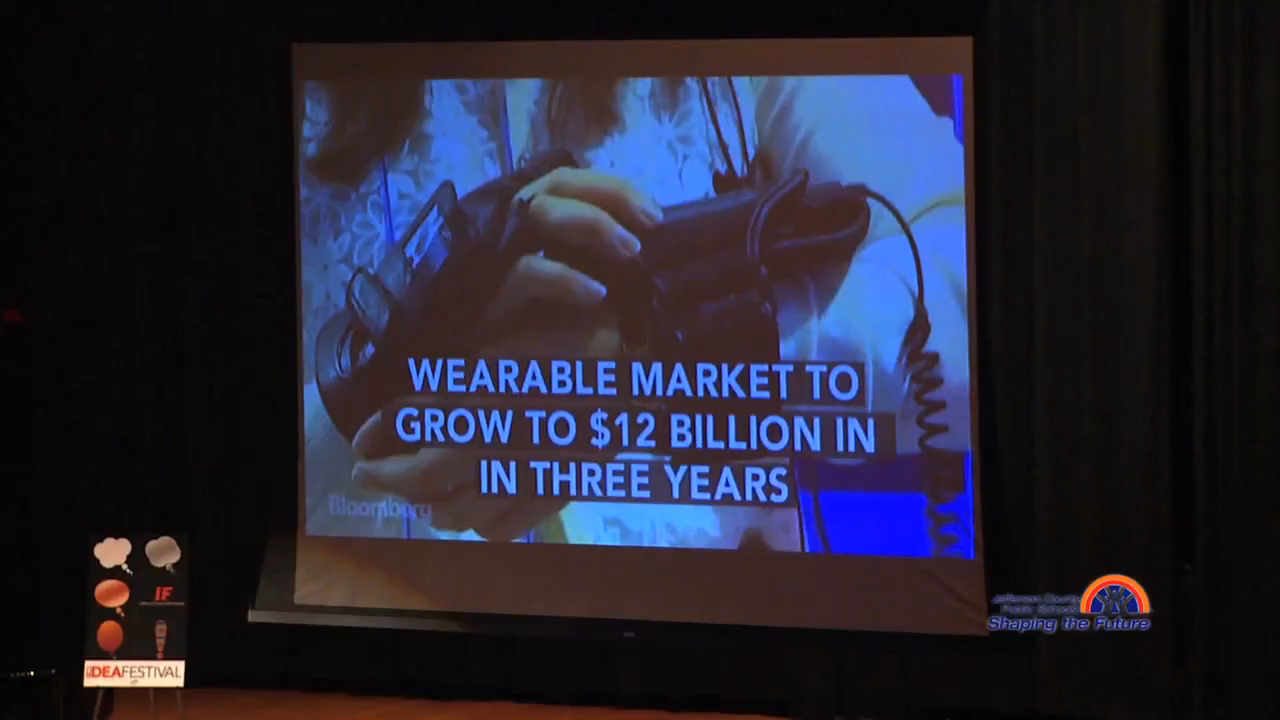 WEARABLE MARKET TO
GROW TO $12 BILLION IN
IN THREE YEARS
Bloomberg
IF
IDEAFESTIVAL
Jefferson County
Public Schools
Shaping the Future